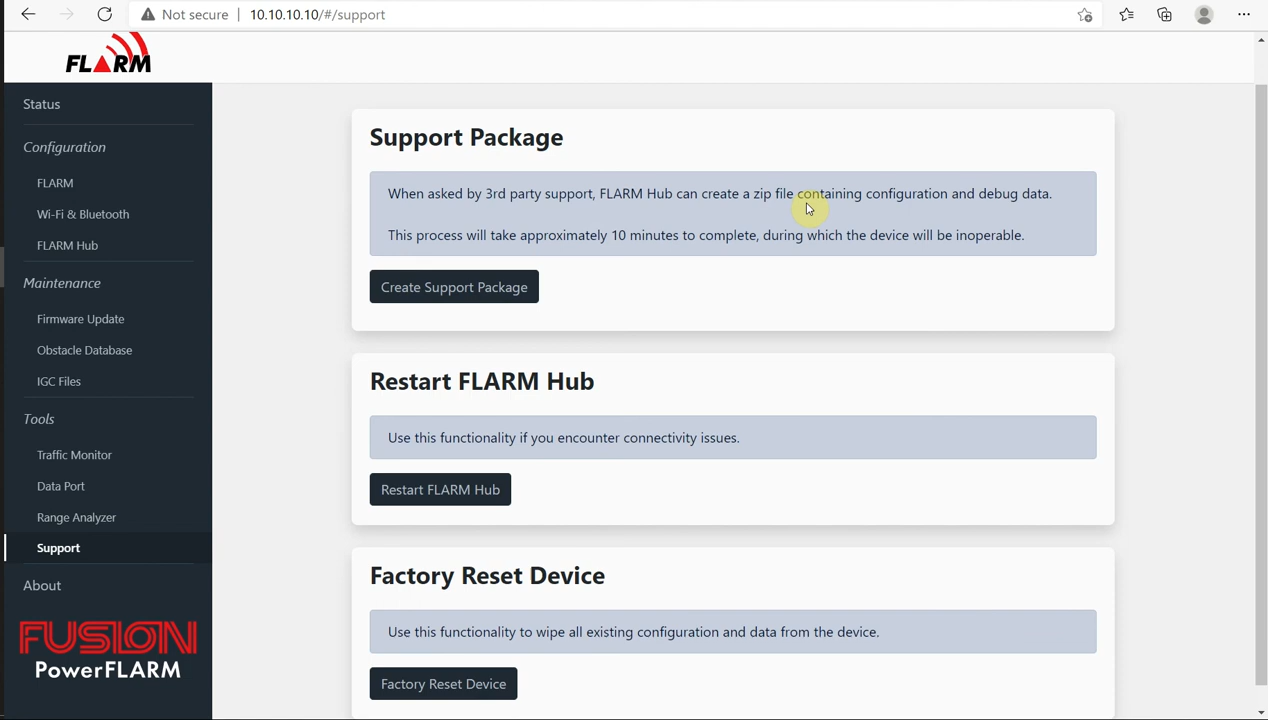 Not secure
10.10.10.10/#/support
FLARM
Status
Configuration
FLARM
Wi-Fi & Bluetooth
FLARM Hub
Maintenance
Firmware Update
Obstacle Database
IGC Files
Tools
Traffic Monitor
Data Port
Range Analyzer
Support
About
FUSION
PowerFLARM
Support Package
When asked by 3rd party support, FLARM Hub can create a zip file containing configuration and debug data.
This process will take approximately 10 minutes to complete, during which the device will be inoperable.
Create Support Package
Restart FLARM Hub
Use this functionality if you encounter connectivity issues.
Restart FLARM Hub
Factory Reset Device
Use this functionality to wipe all existing configuration and data from the device.
Factory Reset Device